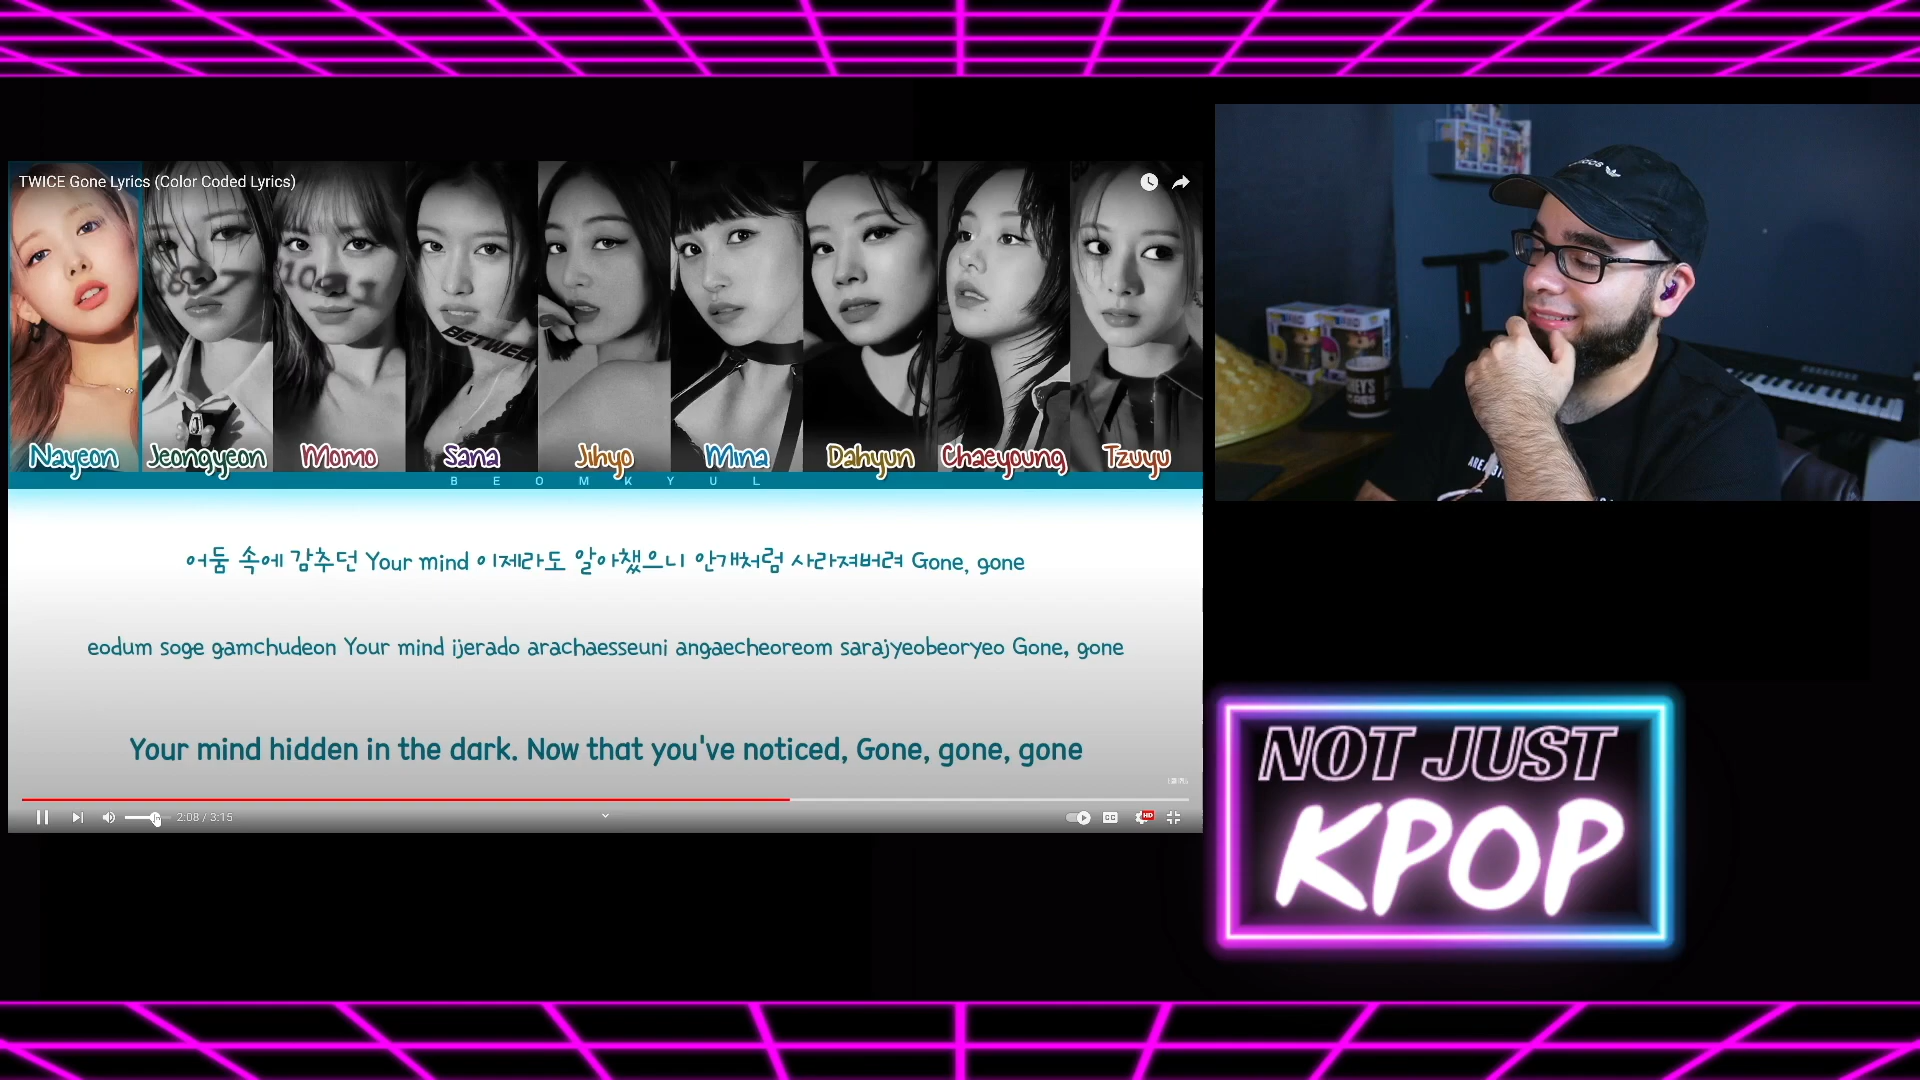 TWICE Gone Lyrics (Color Coded Lyrics)
Nayeon Jeongyeon Momo Sana Jihyo Mina Dahyun Chaeyoung Tzuyu
BEOMKYUL
어둠 속에 감추던 Your mind 이제라도 알아챘으니 안개처럼 사라져버려 Gone, gone
eodum soge gamchudeon Your mind ijerado arachaesseuni angaecheoreom sarajyeobeoryeo Gone, gone
Your mind hidden in the dark. Now that you've noticed, Gone, gone, gone
2:08 / 3:15
CC
HD
NOT JUST
KPOP